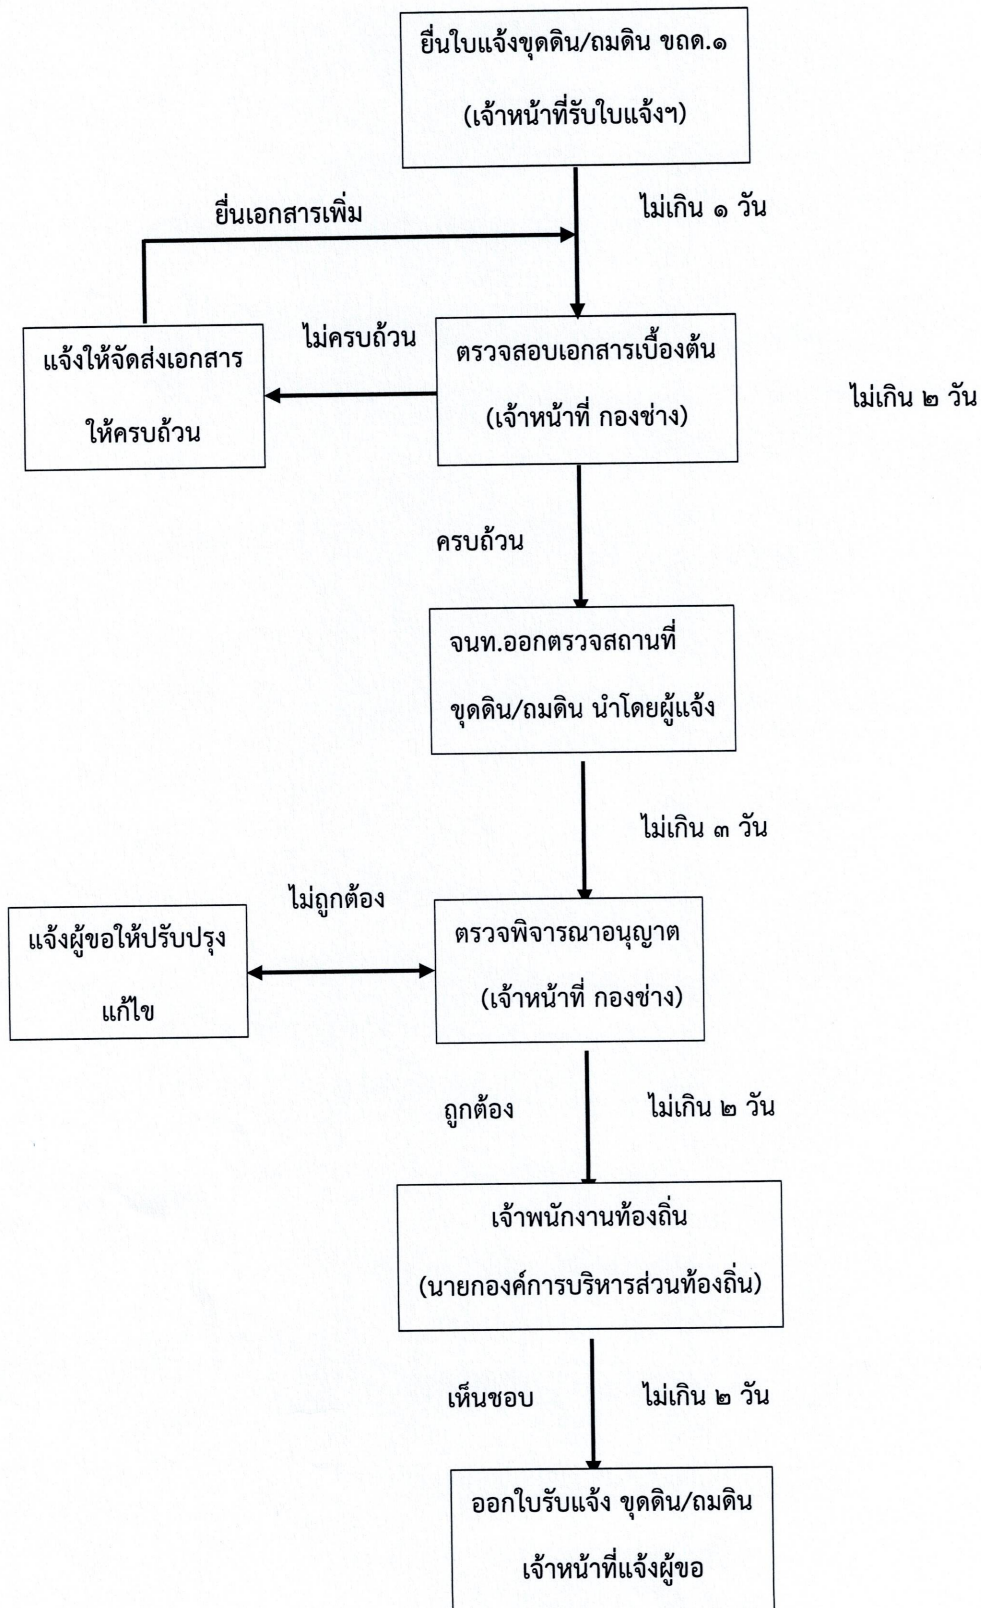 ยื่นใบแจ้งขุดดิน/ถมดิน ขถด.๑
(เจ้าหน้าที่รับใบแจ้งฯ)
ไม่เกิน ๑ วัน
ยื่นเอกสารเพิ่ม
แจ้งให้จัดส่งเอกสาร
ให้ครบถ้วน
ไม่ครบถ้วน
ตรวจสอบเอกสารเบื้องต้น
(เจ้าหน้าที่ กองช่าง)
ไม่เกิน ๒ วัน
ครบถ้วน
จนท.ออกตรวจสถานที่
ขุดดิน/ถมดิน นำโดยผู้แจ้ง
ไม่เกิน ๓ วัน
แจ้งผู้ขอให้ปรับปรุง
แก้ไข
ไม่ถูกต้อง
ตรวจพิจารณาอนุญาต
(เจ้าหน้าที่ กองช่าง)
ถูกต้อง
ไม่เกิน ๒ วัน
เจ้าพนักงานท้องถิ่น
(นายกองค์การบริหารส่วนท้องถิ่น)
เห็นชอบ
ไม่เกิน ๒ วัน
ออกใบรับแจ้ง ขุดดิน/ถมดิน
เจ้าหน้าที่แจ้งผู้ขอ